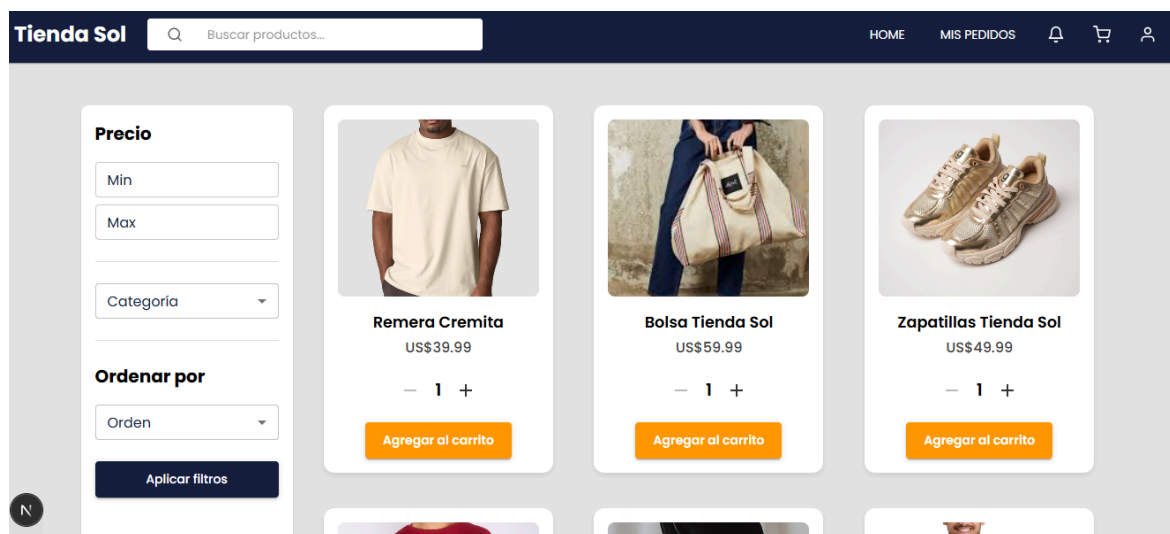 Tienda Sol
Buscar productos...
HOME
MIS PEDIDOS
Precio
Min
Max
Categoría
Ordenar por
Orden
Aplicar filtros
Remera Cremita
US$39.99
1
Agregar al carrito
Bolsa Tienda Sol
US$59.99
1
Agregar al carrito
Zapatillas Tienda Sol
US$49.99
1
Agregar al carrito
N